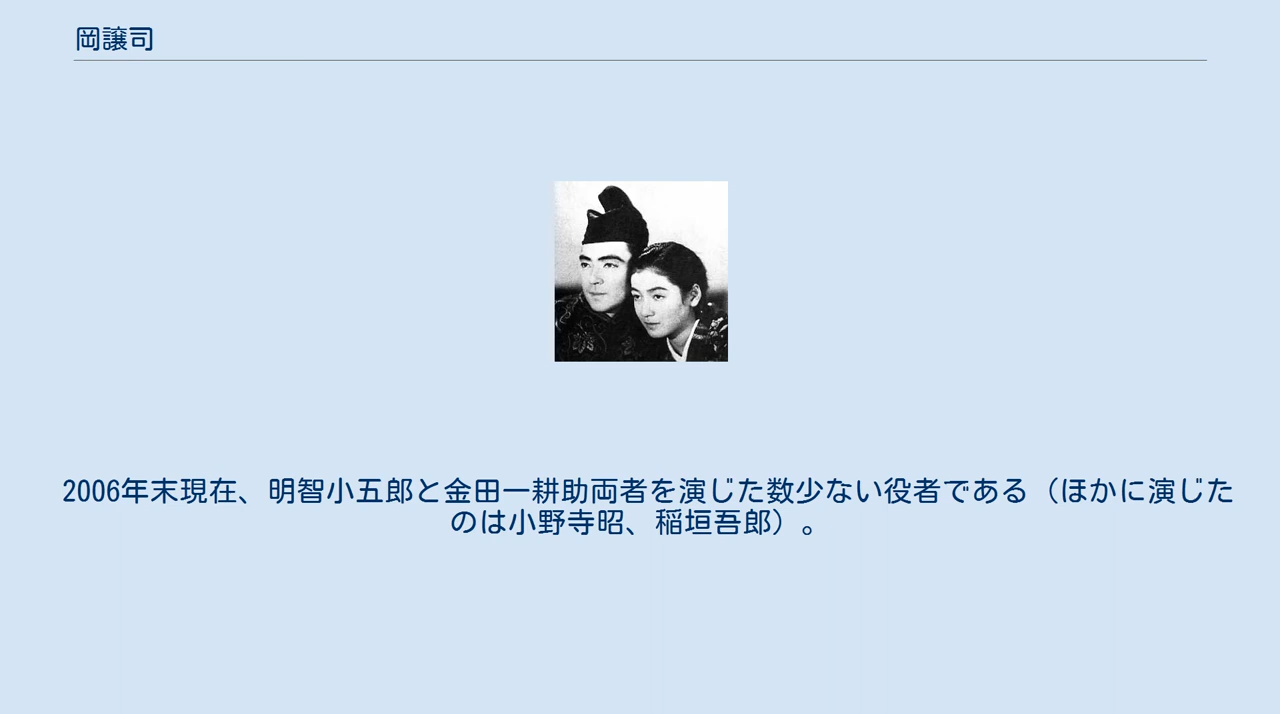 岡譲司
2006年末現在、明智小五郎と金田一耕助両者を演じた数少ない役者である（ほかに演じた
のは小野寺昭、稲垣吾郎）。